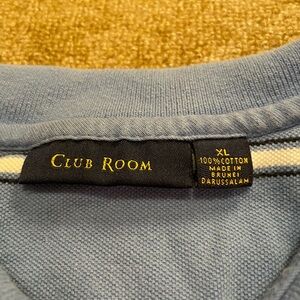 CLUB ROOM
XL
100% COTTON
MADE IN
BRUNEI
DARUSSALAM